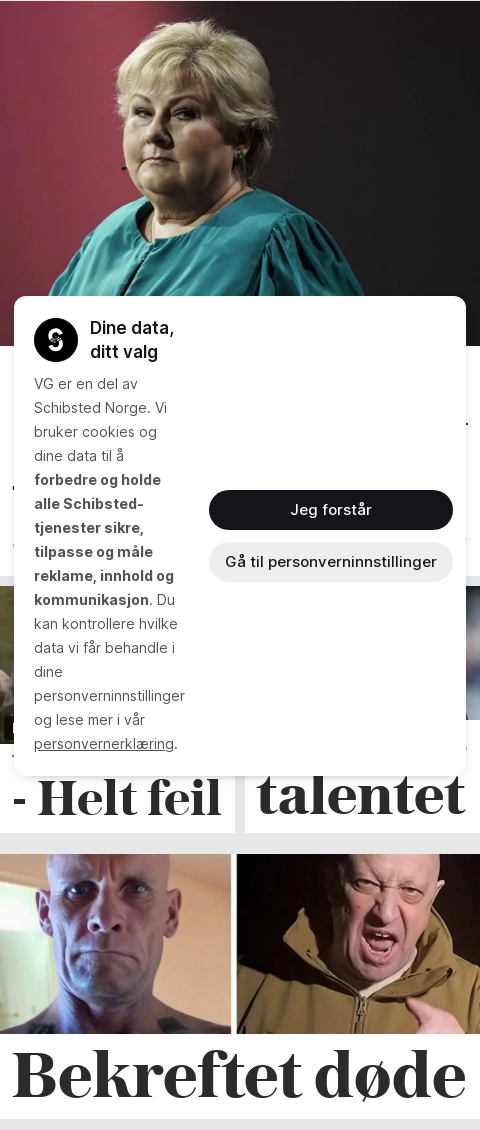 Dine data,
ditt valg
VG er en del av
Schibsted Norge. Vi
bruker cookies og
dine data til å
forbedre og holde
alle Schibsted-
tjenester sikre,
tilpasse og måle
reklame, innhold og
kommunikasjon. Du
kan kontrollere hvilke
data vi får behandle i
dine
personverninnstillinger
og lese mer i vår
personvernerklæring.
Jeg forstår
Gå til personverninnstillinger
- Helt feil
talentet
Bekreftet døde